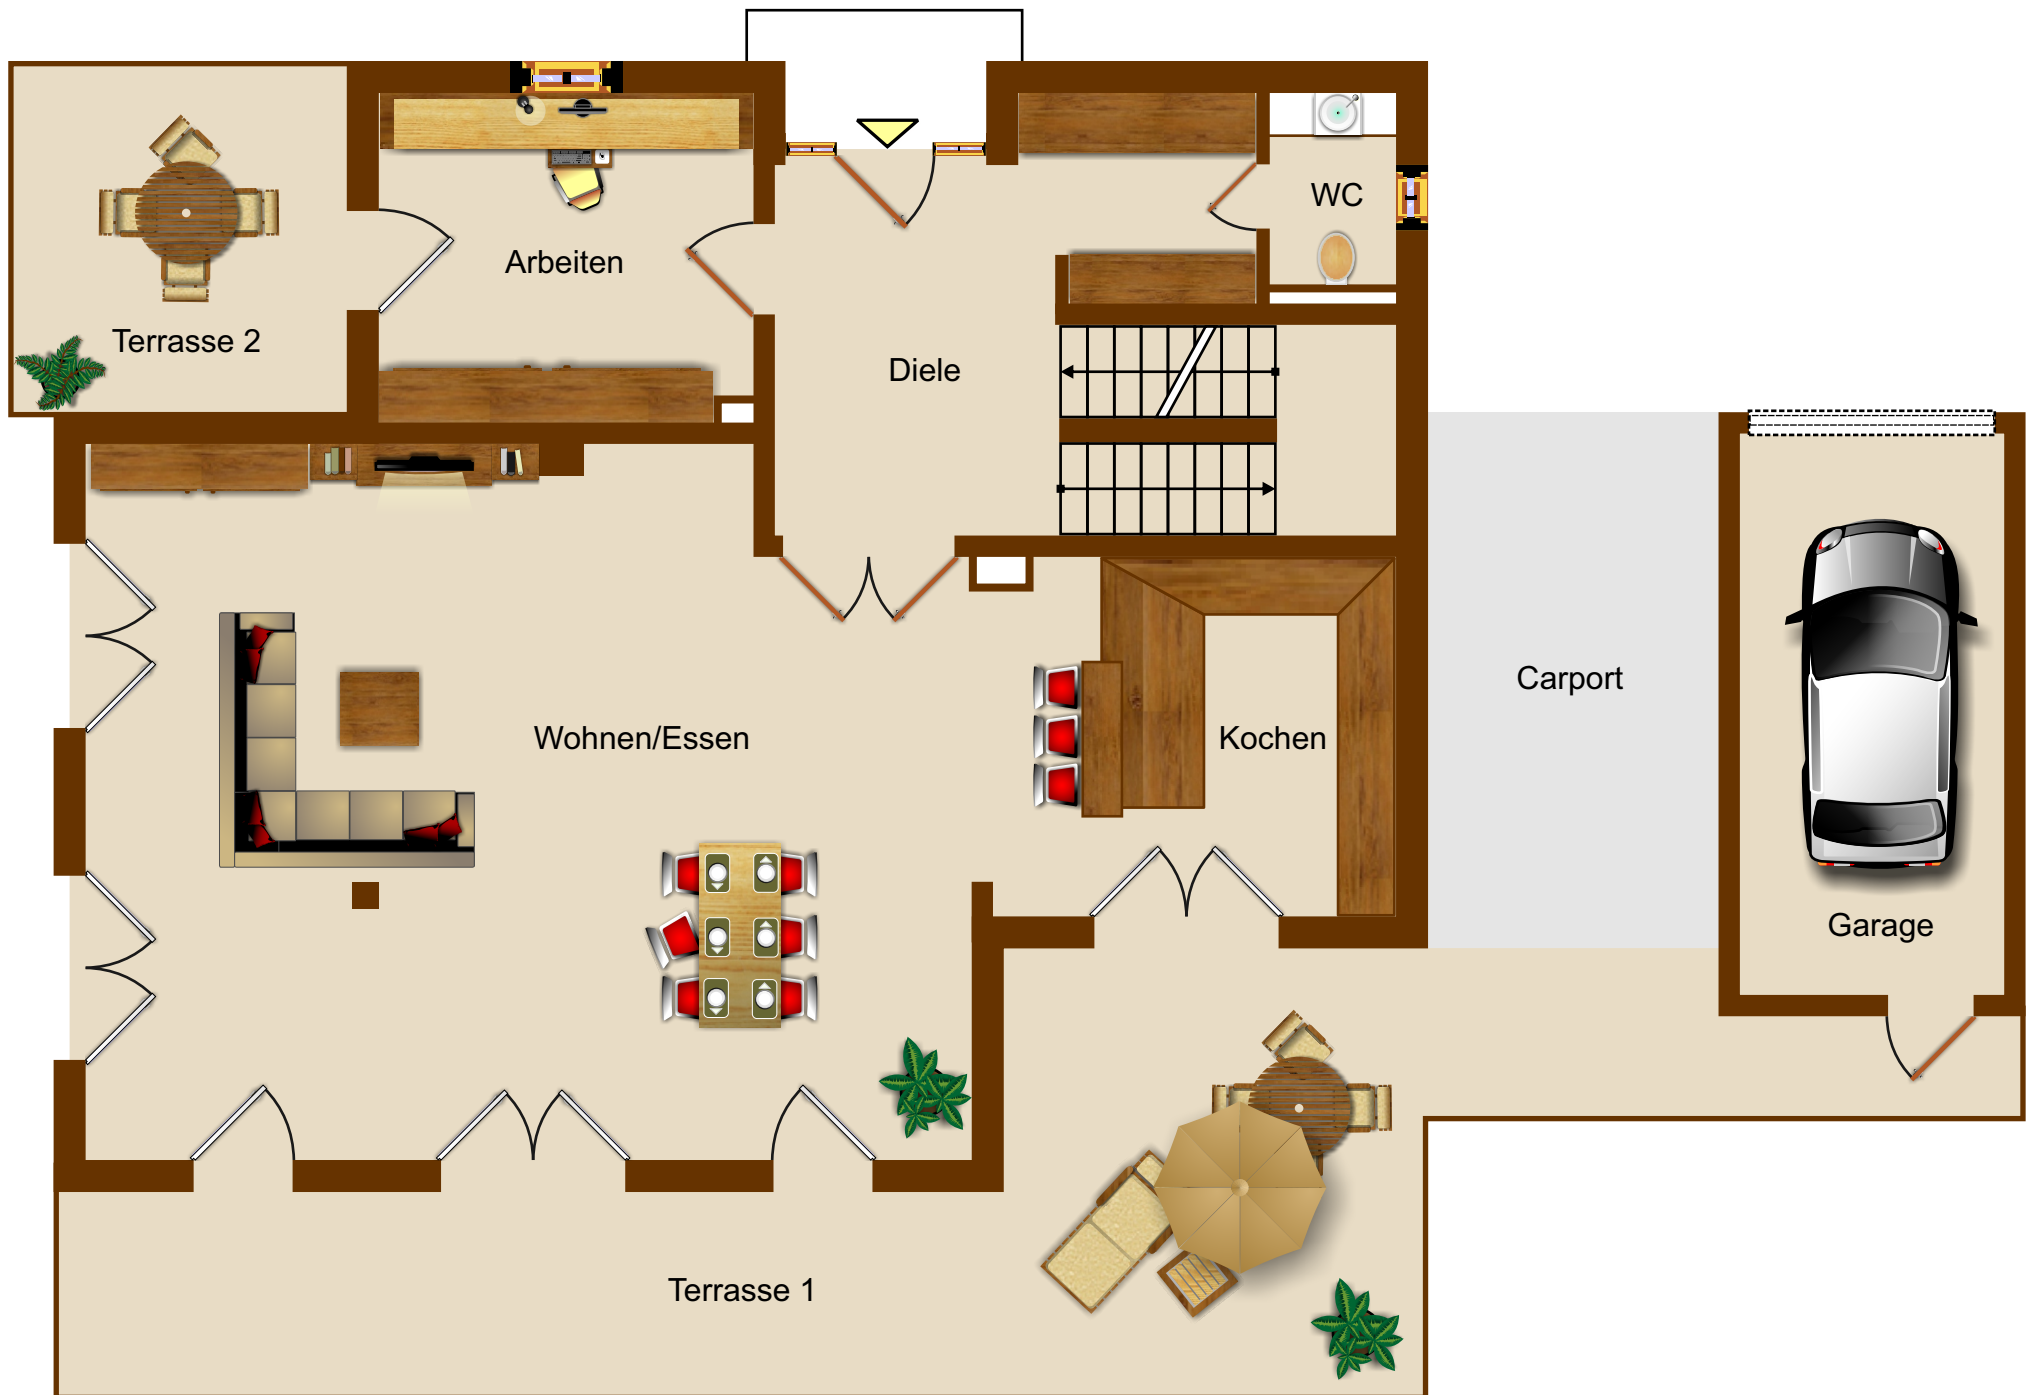 WC
Arbeiten
Terrasse 2
Diele
Carport
Wohnen/Essen
Kochen
Garage
Terrasse 1